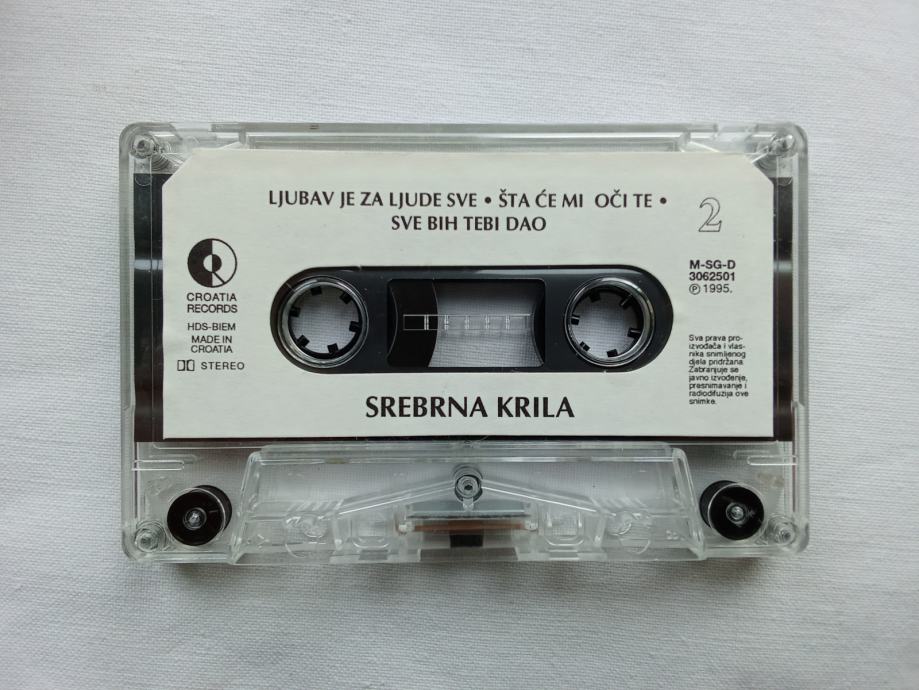 LJUBAV JE ZA LJUDE SVE • ŠTA ĆE MI OČI TE •
SVE BIH TEBI DAO
2
CROATIA
RECORDS
HDS-BIEM
MADE IN
CROATIA
STEREO
M-SG-D
3062501
Ⓟ 1995.
Sva prava pro-
izvođača i vlas-
nika snimljenog
djela pridržana.
Zabranjuje se
javno izvođenje,
presnimavanje i
radiodifuzija ove
snimke.
SREBRNA KRILA